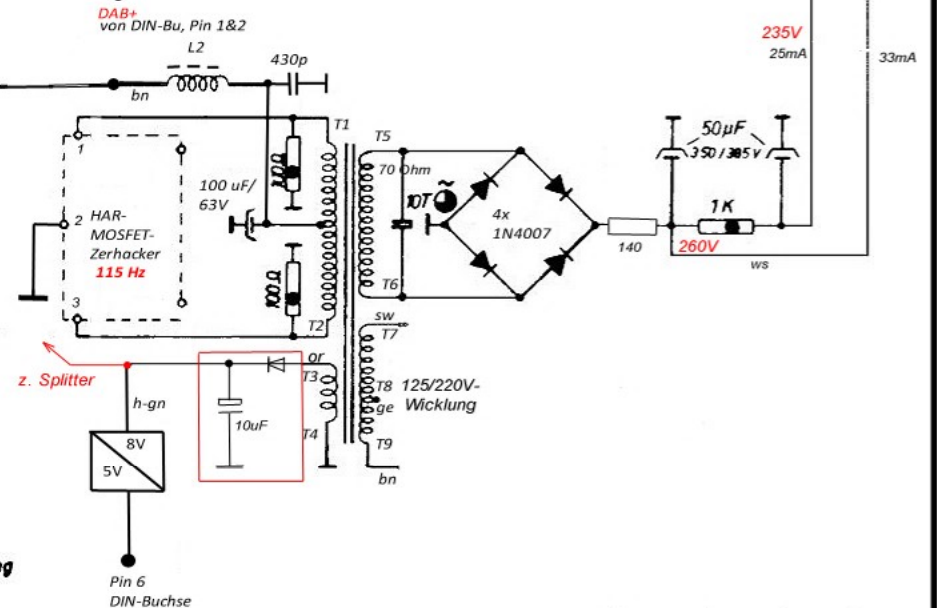 DAB+
von DIN-Bu, Pin 1&2
L2
430p
bn
235V
25mA
33mA
1
T1
T5
70 Ohm
50µF
350/385V
100Ω
100 uF/
63V
10T
~
4x
1N4007
1K
2
HAR-
MOSFET-
Zerhacker
115 Hz
140
260V
ws
100Ω
3
T2
T6
sw
T7
z. Splitter
or
T3
T8
ge
125/220V-
Wicklung
h-gn
10uF
T4
T9
bn
8V
5V
Pin 6
DIN-Buchse